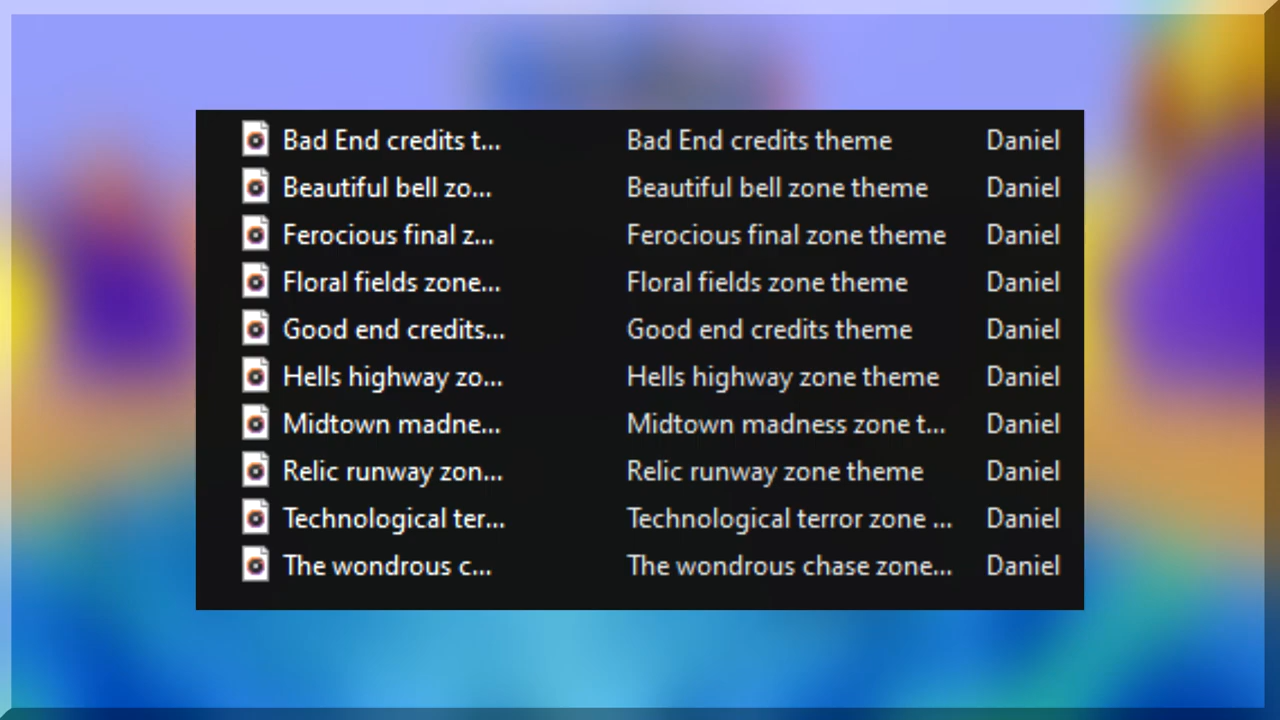 Bad End credits t... Bad End credits theme Daniel
Beautiful bell zo... Beautiful bell zone theme Daniel
Ferocious final z... Ferocious final zone theme Daniel
Floral fields zone... Floral fields zone theme Daniel
Good end credits... Good end credits theme Daniel
Hells highway zo... Hells highway zone theme Daniel
Midtown madne... Midtown madness zone t... Daniel
Relic runway zon... Relic runway zone theme Daniel
Technological ter... Technological terror zone ... Daniel
The wondrous c... The wondrous chase zone... Daniel